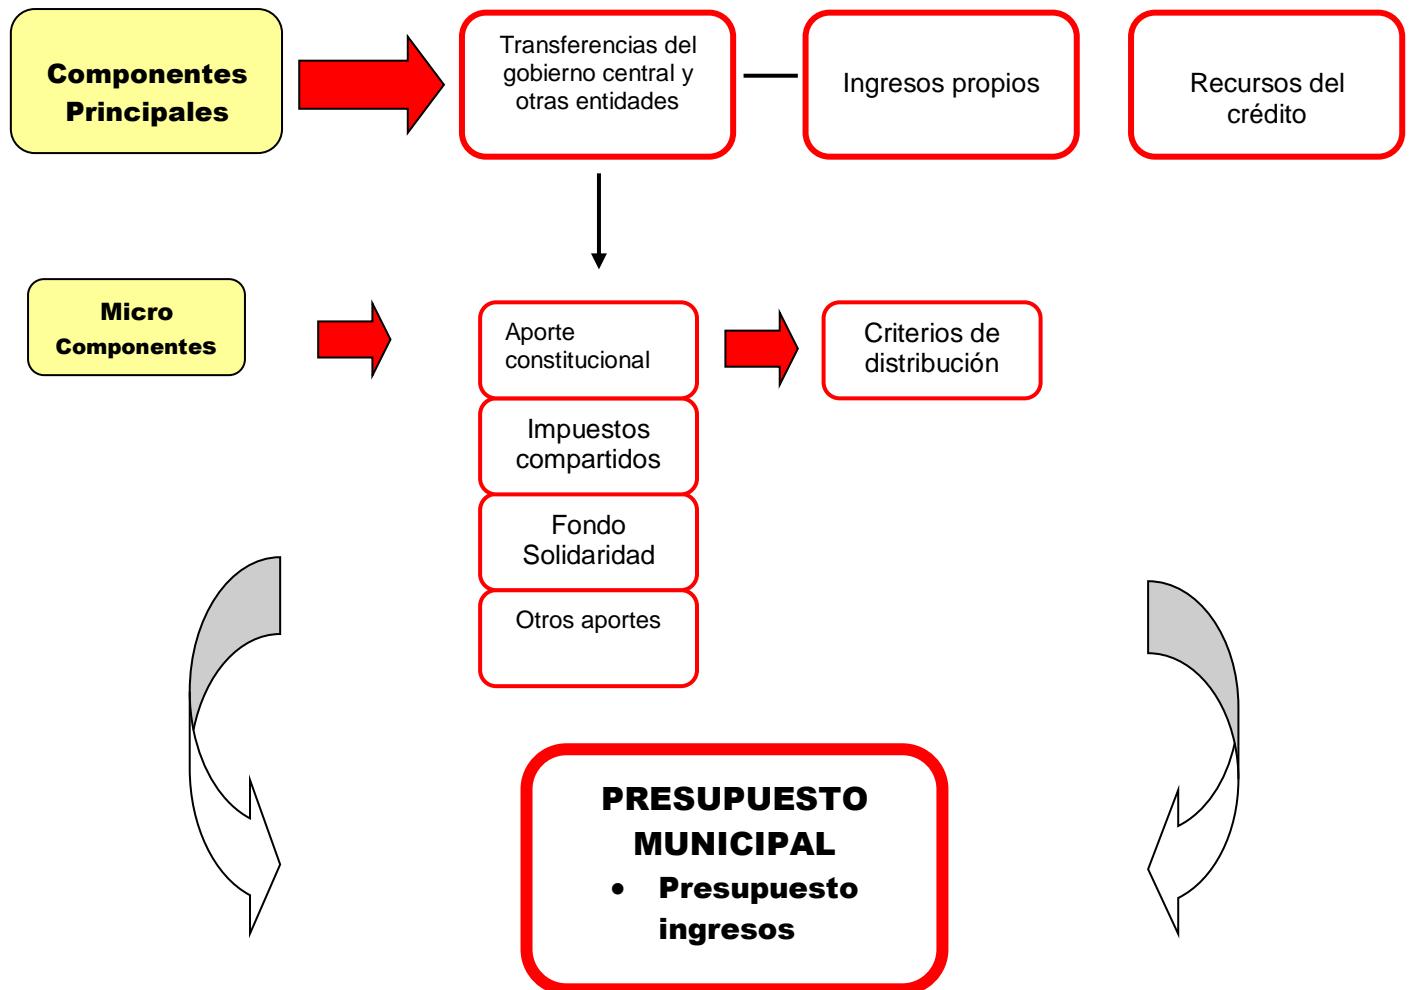 Componentes
Principales
Transferencias del
gobierno central y
otras entidades
Ingresos propios
Recursos del
crédito
Micro
Componentes
Aporte
constitucional
Criterios de
distribución
Impuestos
compartidos
Fondo
Solidaridad
Otros aportes
PRESUPUESTO
MUNICIPAL
• Presupuesto
ingresos